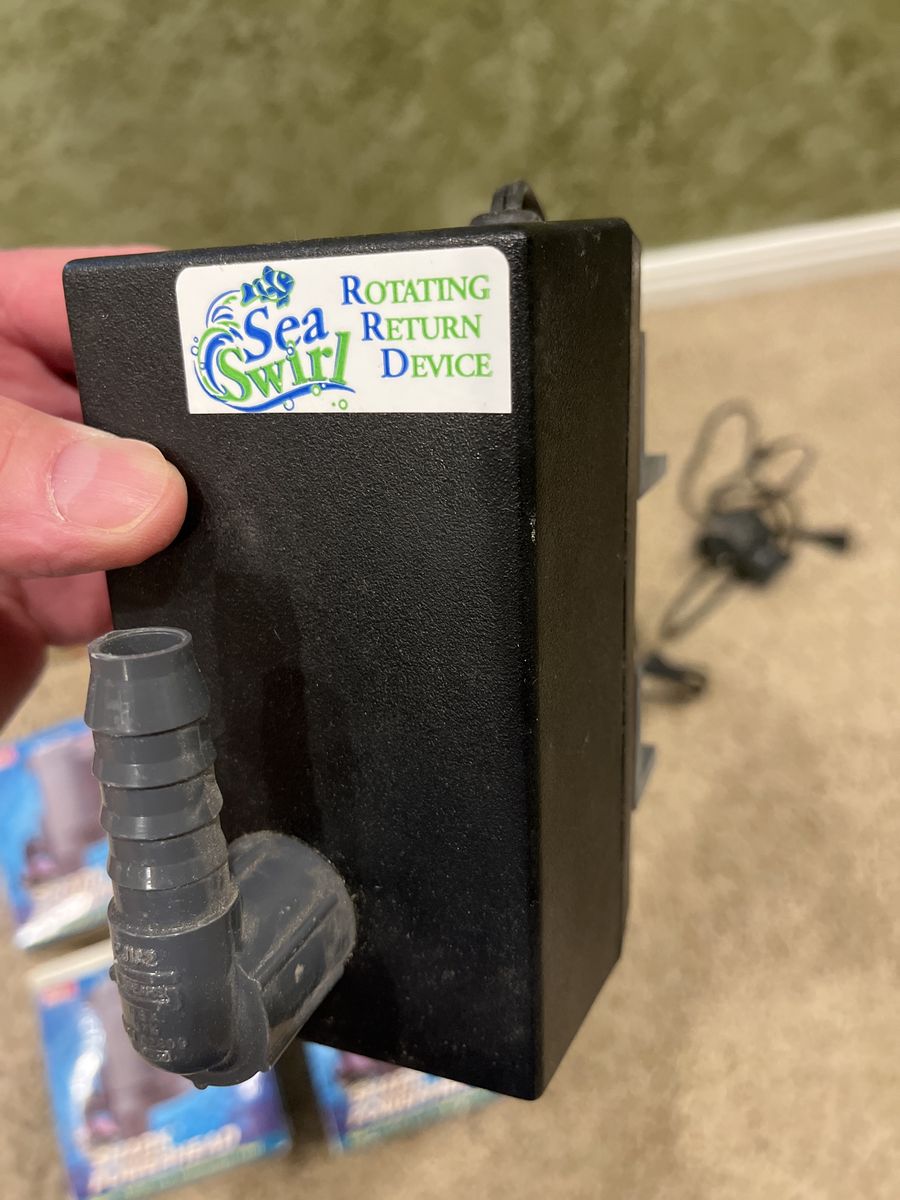 Sea
Swirl
ROTATING
RETURN
DEVICE